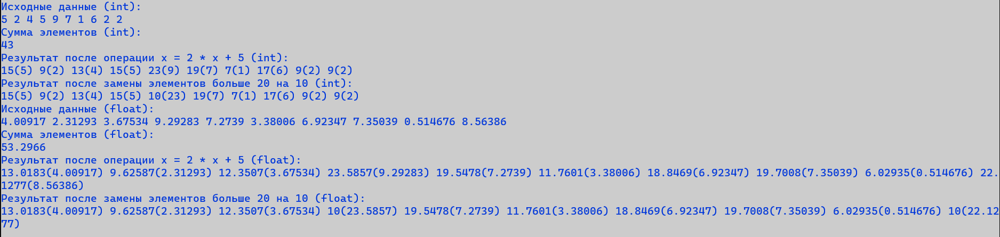 Исходные данные (int):
5 2 4 5 9 7 1 6 2 2
Сумма элементов (int):
43
Результат после операции x = 2 * x + 5 (int):
15(5) 9(2) 13(4) 15(5) 23(9) 19(7) 7(1) 17(6) 9(2) 9(2)
Результат после замены элементов больше 20 на 10 (int):
15(5) 9(2) 13(4) 15(5) 10(23) 19(7) 7(1) 17(6) 9(2) 9(2)
Исходные данные (float):
4.00917 2.31293 3.67534 9.29283 7.2739 3.38006 6.92347 7.35039 0.514676 8.56386
Сумма элементов (float):
53.2966
Результат после операции x = 2 * x + 5 (float):
13.0183(4.00917) 9.62587(2.31293) 12.3507(3.67534) 23.5857(9.29283) 19.5478(7.2739) 11.7601(3.38006) 18.8469(6.92347) 19.7008(7.35039) 6.02935(0.514676) 22.
1277(8.56386)
Результат после замены элементов больше 20 на 10 (float):
13.0183(4.00917) 9.62587(2.31293) 12.3507(3.67534) 10(23.5857) 19.5478(7.2739) 11.7601(3.38006) 18.8469(6.92347) 19.7008(7.35039) 6.02935(0.514676) 10(22.12
77)